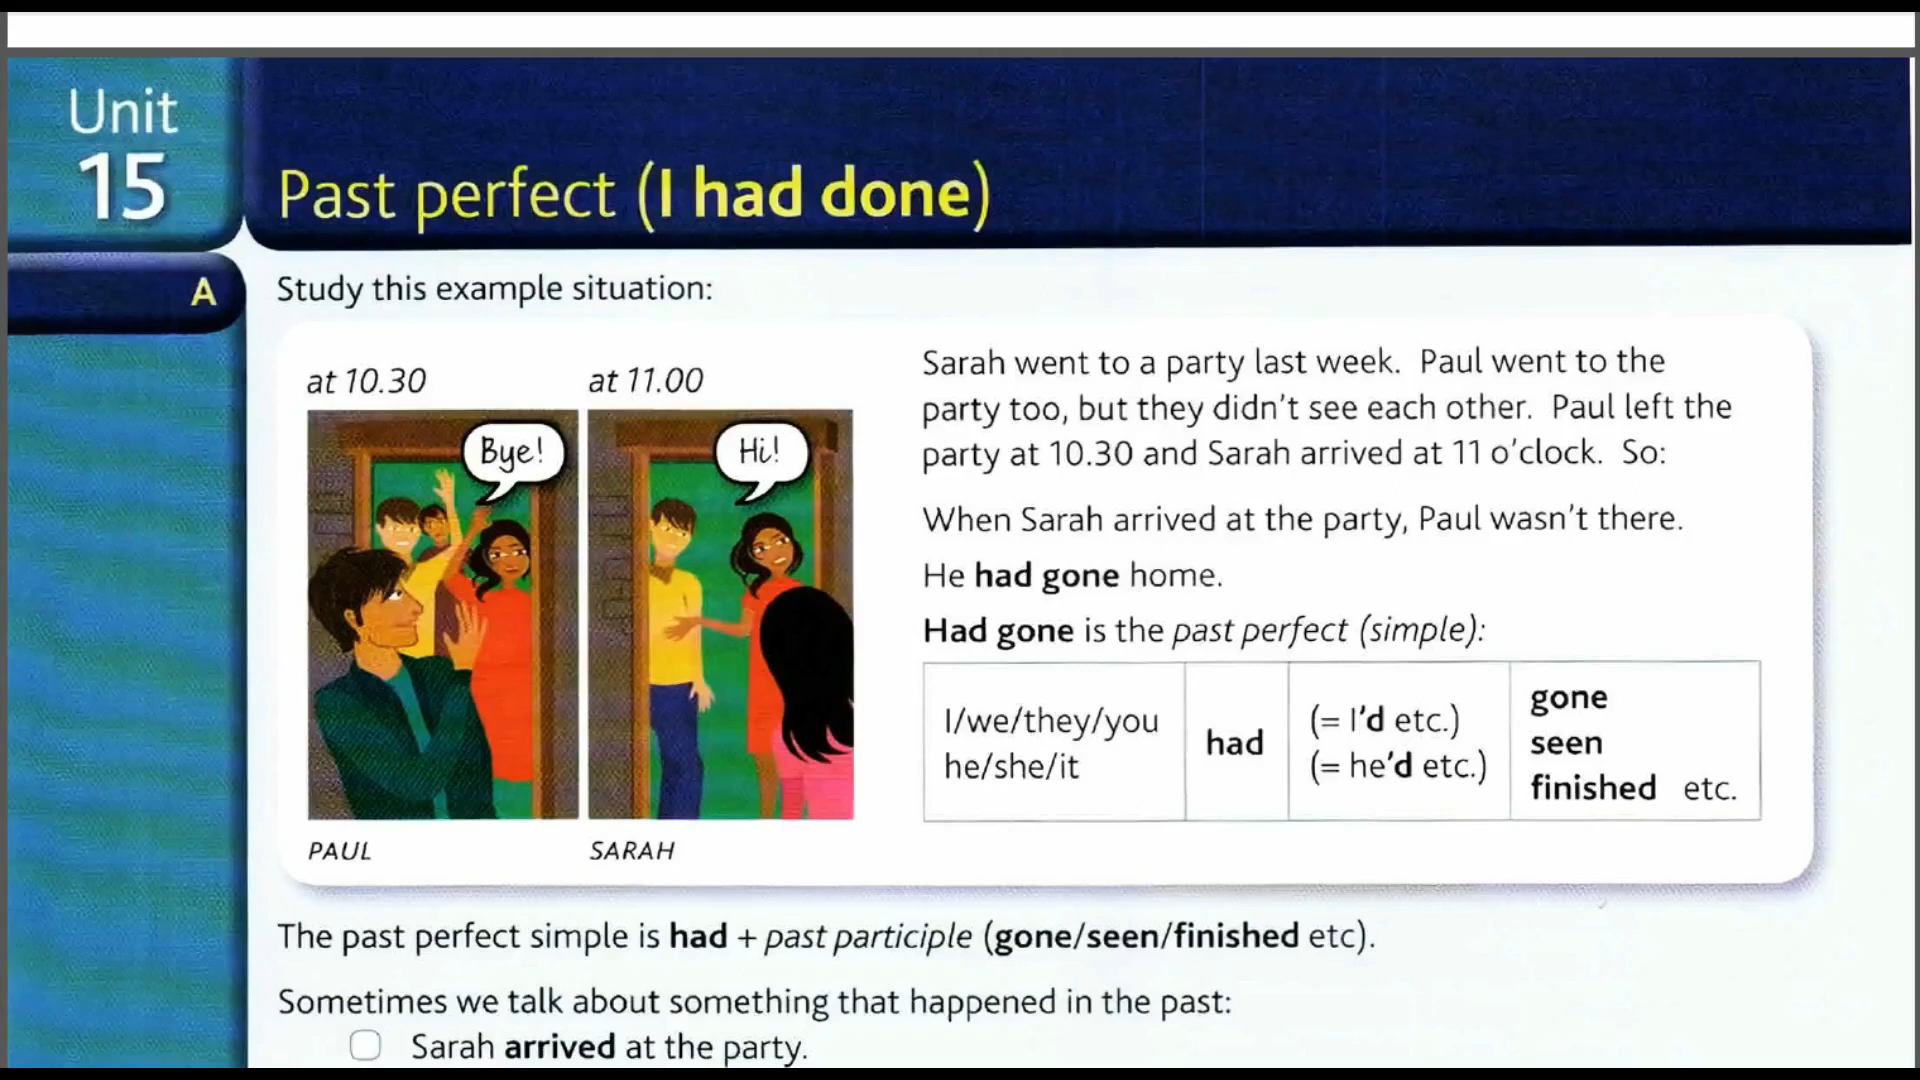 Unit
15
Past perfect (I had done)
A
Study this example situation:
at 10.30
at 11.00
Bye!
Hi!
PAUL
SARAH
Sarah went to a party last week. Paul went to the
party too, but they didn't see each other. Paul left the
party at 10.30 and Sarah arrived at 11 o'clock. So:
When Sarah arrived at the party, Paul wasn't there.
He had gone home.
Had gone is the past perfect (simple):
I/we/they/you
he/she/it
had
(= I'd etc.)
(= he'd etc.)
gone
seen
finished etc.
The past perfect simple is had + past participle (gone/seen/finished etc).
Sometimes we talk about something that happened in the past:
Sarah arrived at the party.